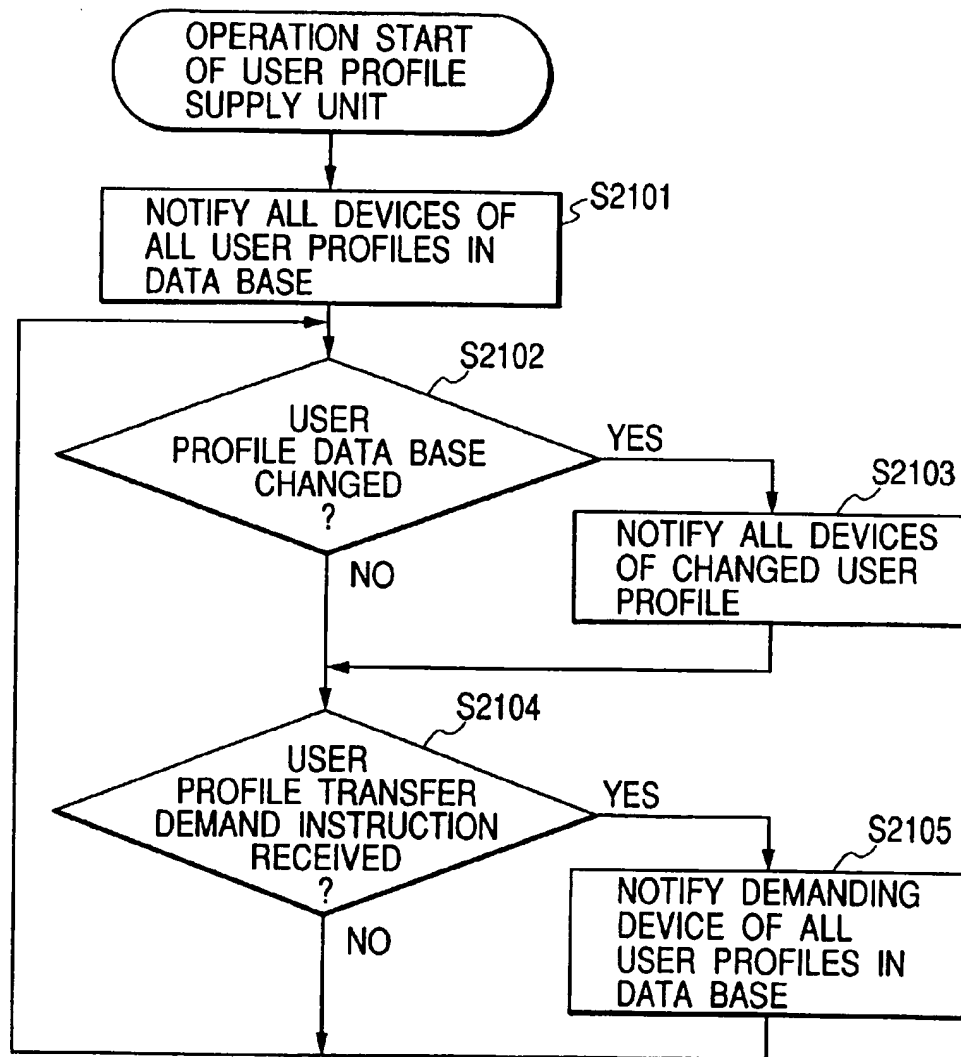 OPERATION START
OF USER PROFILE
SUPPLY UNIT
S2101
NOTIFY ALL DEVICES OF
ALL USER PROFILES IN
DATA BASE
S2102
USER
PROFILE DATA BASE
CHANGED
?
YES
NO
S2103
NOTIFY ALL DEVICES
OF CHANGED USER
PROFILE
S2104
USER
PROFILE TRANSFER
DEMAND INSTRUCTION
RECEIVED
?
YES
NO
S2105
NOTIFY DEMANDING
DEVICE OF ALL
USER PROFILES IN
DATA BASE